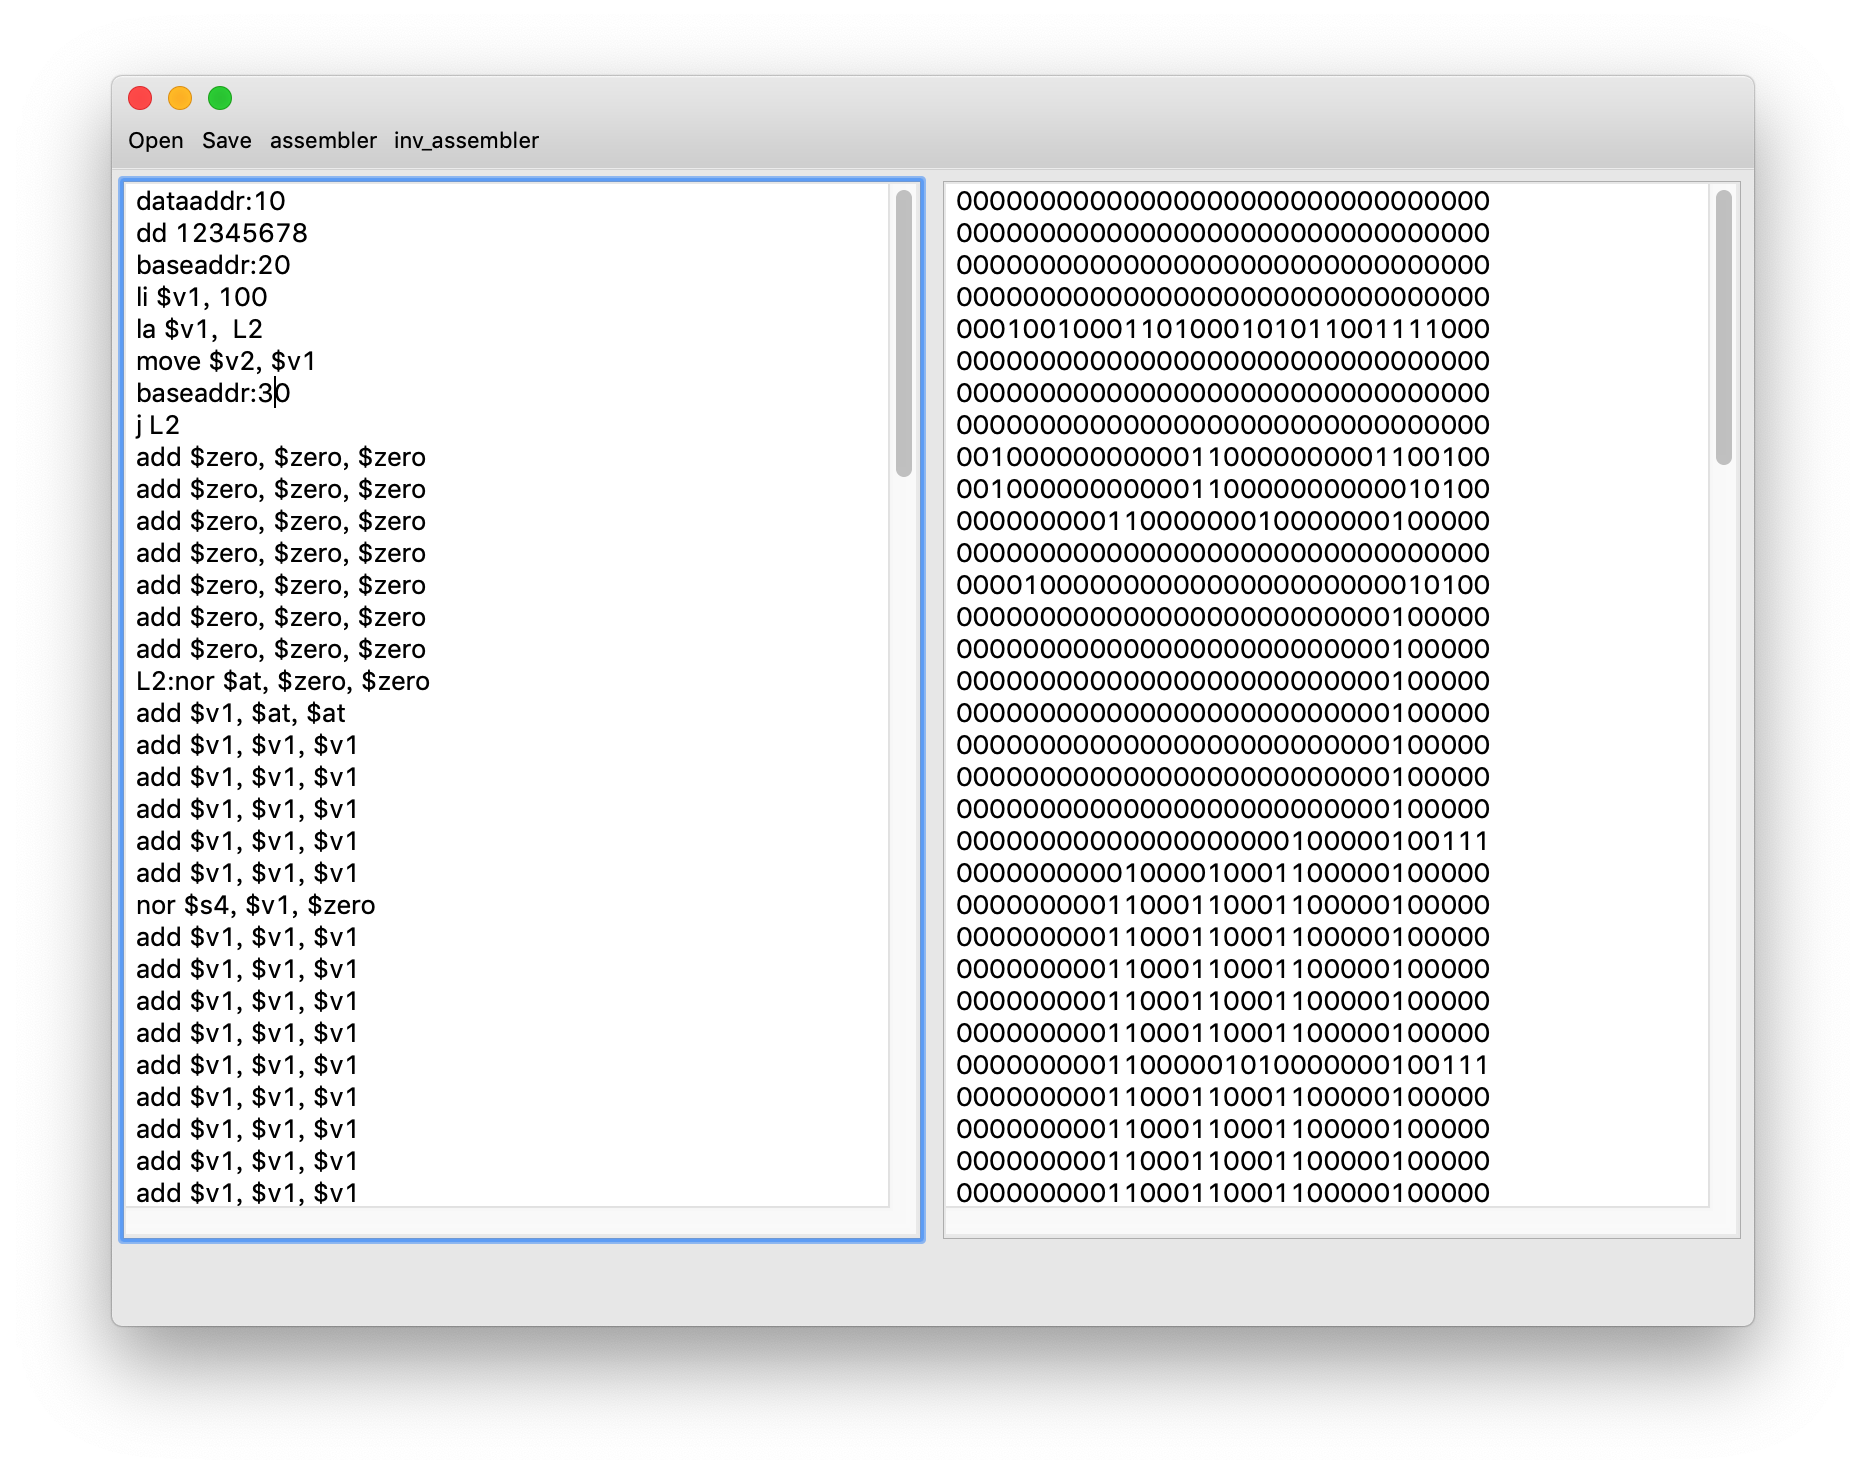 Open Save assembler inv_assembler
dataaddr:10
dd 12345678
baseaddr:20
li $v1, 100
la $v1,  L2
move $v2, $v1
baseaddr:30
j L2
add $zero, $zero, $zero
add $zero, $zero, $zero
add $zero, $zero, $zero
add $zero, $zero, $zero
add $zero, $zero, $zero
add $zero, $zero, $zero
add $zero, $zero, $zero
L2:nor $at, $zero, $zero
add $v1, $at, $at
add $v1, $v1, $v1
add $v1, $v1, $v1
add $v1, $v1, $v1
add $v1, $v1, $v1
add $v1, $v1, $v1
nor $s4, $v1, $zero
add $v1, $v1, $v1
add $v1, $v1, $v1
add $v1, $v1, $v1
add $v1, $v1, $v1
add $v1, $v1, $v1
add $v1, $v1, $v1
add $v1, $v1, $v1
add $v1, $v1, $v1
add $v1, $v1, $v1
00000000000000000000000000000000
00000000000000000000000000000000
00000000000000000000000000000000
00000000000000000000000000000000
00010010001101000101011001111000
00000000000000000000000000000000
00000000000000000000000000000000
00000000000000000000000000000000
00100000000000110000000001100100
00100000000000110000000000010100
00000000011000000010000000100000
00000000000000000000000000000000
00001000000000000000000000010100
00000000000000000000000000100000
00000000000000000000000000100000
00000000000000000000000000100000
00000000000000000000000000100000
00000000000000000000000000100000
00000000000000000000000000100000
00000000000000000000000000100000
00000000000000000000100000100111
00000000001000010001100000100000
00000000011000110001100000100000
00000000011000110001100000100000
00000000011000110001100000100000
00000000011000110001100000100000
00000000011000110001100000100000
00000000011000001010000000100111
00000000011000110001100000100000
00000000011000110001100000100000
00000000011000110001100000100000
00000000011000110001100000100000